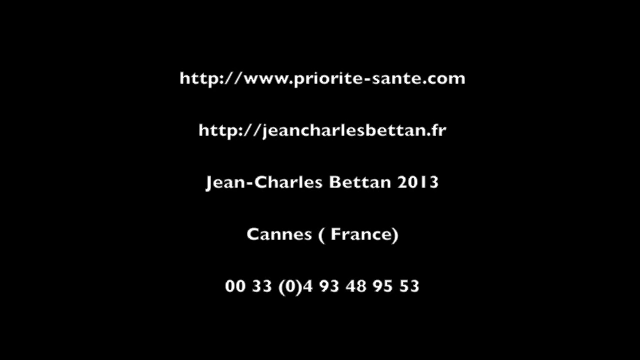 http://www.priorite-sante.com
http://jeancharlesbettan.fr
Jean-Charles Bettan 2013
Cannes ( France)
00 33 (0)4 93 48 95 53